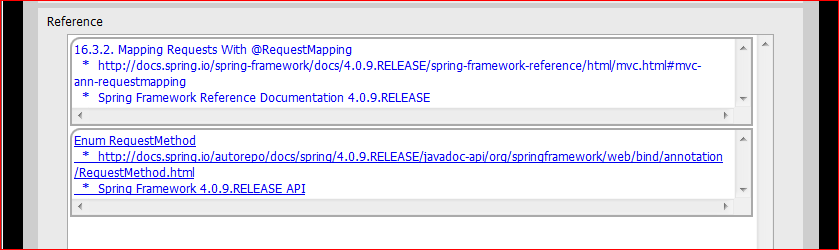 Reference
16.3.2. Mapping Requests With @RequestMapping
* http://docs.spring.io/spring-framework/docs/4.0.9.RELEASE/spring-framework-reference/html/mvc.html#mvc-
ann-requestmapping
* Spring Framework Reference Documentation 4.0.9.RELEASE
Enum RequestMethod
* http://docs.spring.io/autorepo/docs/spring/4.0.9.RELEASE/javadoc-api/org/springframework/web/bind/annotation
/RequestMethod.html
* Spring Framework 4.0.9.RELEASE API